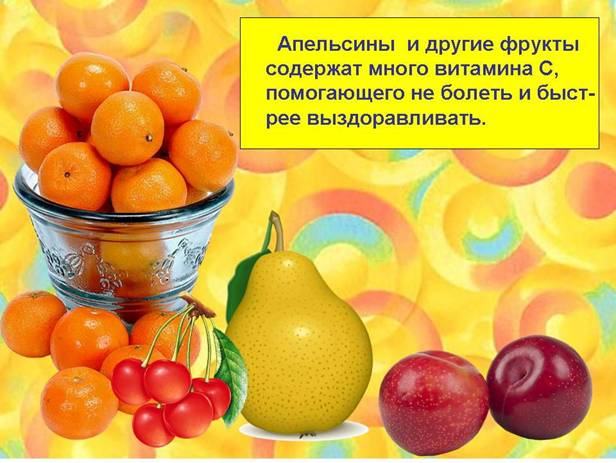 Апельсины и другие фрукты
содержат много витамина С,
помогающего не болеть и быст-
рее выздоравливать.